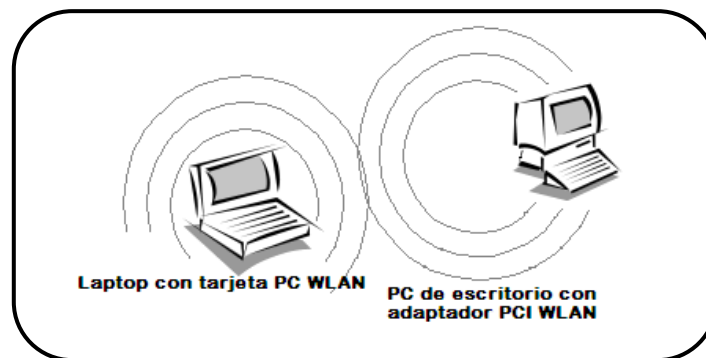 Laptop con tarjeta PC WLAN
PC de escritorio con
adaptador PCI WLAN